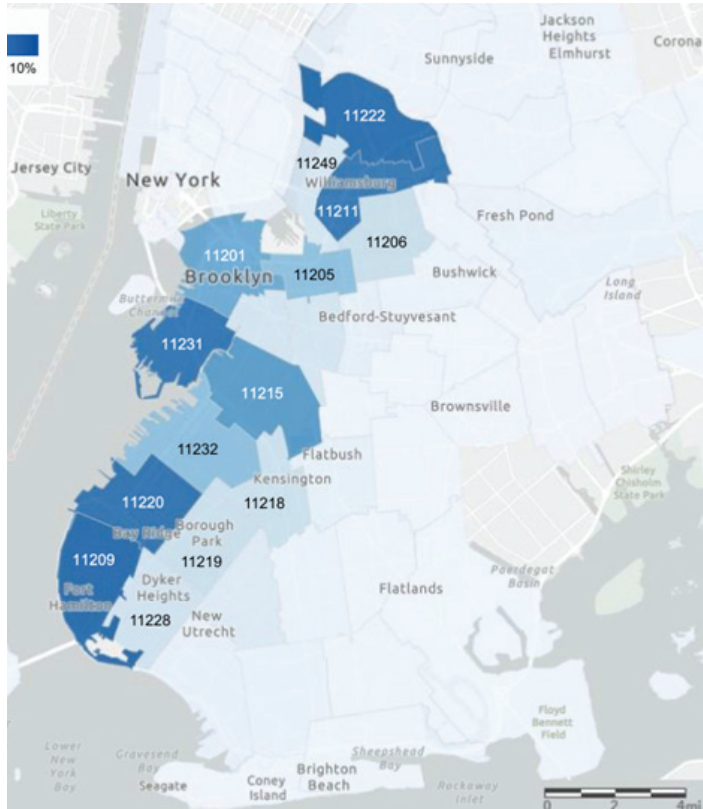 Jackson
Heights
Elmhurst
Corona
Sunnyside
10%
11222
Jersey City
New York
11249
Williamsburg
11211
Liberty
State Park
Fresh Pond
11206
11201
Brooklyn
11205
Bushwick
Long
Island
Buttermilk
Channel
Bedford-Stuyvesant
11231
11215
Brownsville
11232
Flatbush
Kensington
Shirley
Chisholm
State Park
11220
11218
Bay Ridge
Borough
Park
11209
11219
Paerdegat
Basin
Fort
Hamilton
Dyker
Heights
Flatlands
11228
New
Utrecht
Floyd
Bennett
Field
Lower
New York
Bay
Gravesend
Bay
Sheepshead
Bay
Seagate
Coney
Island
Brighton
Beach
Rockaway
Inlet
0 2 4mi